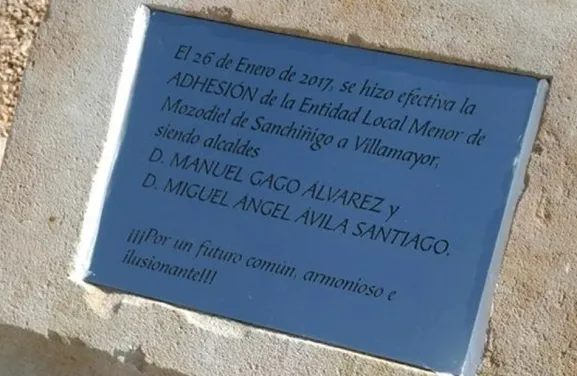 El 26 de Enero de 2017, se hizo efectiva la
ADHESIÓN de la Entidad Local Menor de
Mozodiel de Sanchiñigo a Villamayor,
siendo alcaldes
D. MANUEL GAGO ÁLVAREZ y
D. MIGUEL ÁNGEL ÁVILA SANTIAGO.
¡¡¡Por un futuro común, armonioso e
ilusionante!!!